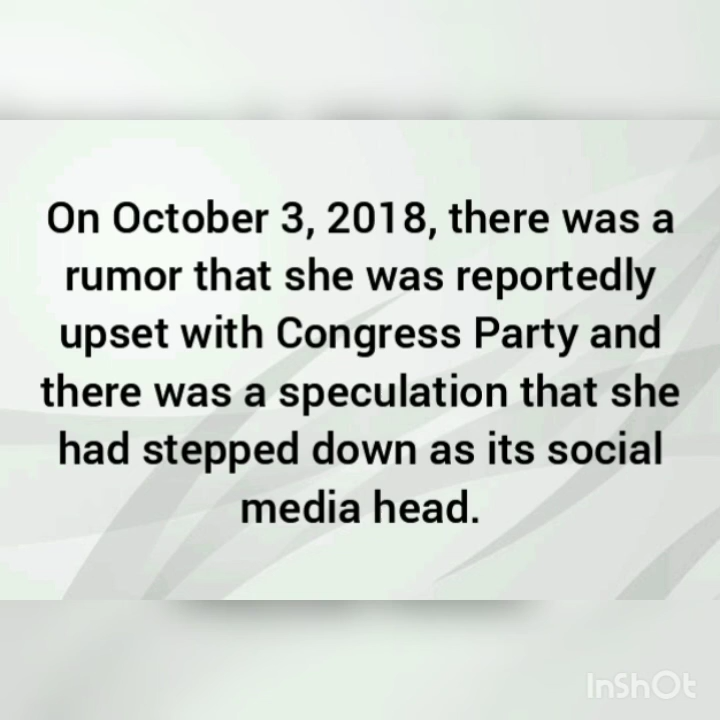 On October 3, 2018, there was a
rumor that she was reportedly
upset with Congress Party and
there was a speculation that she
had stepped down as its social
media head.
InShOt